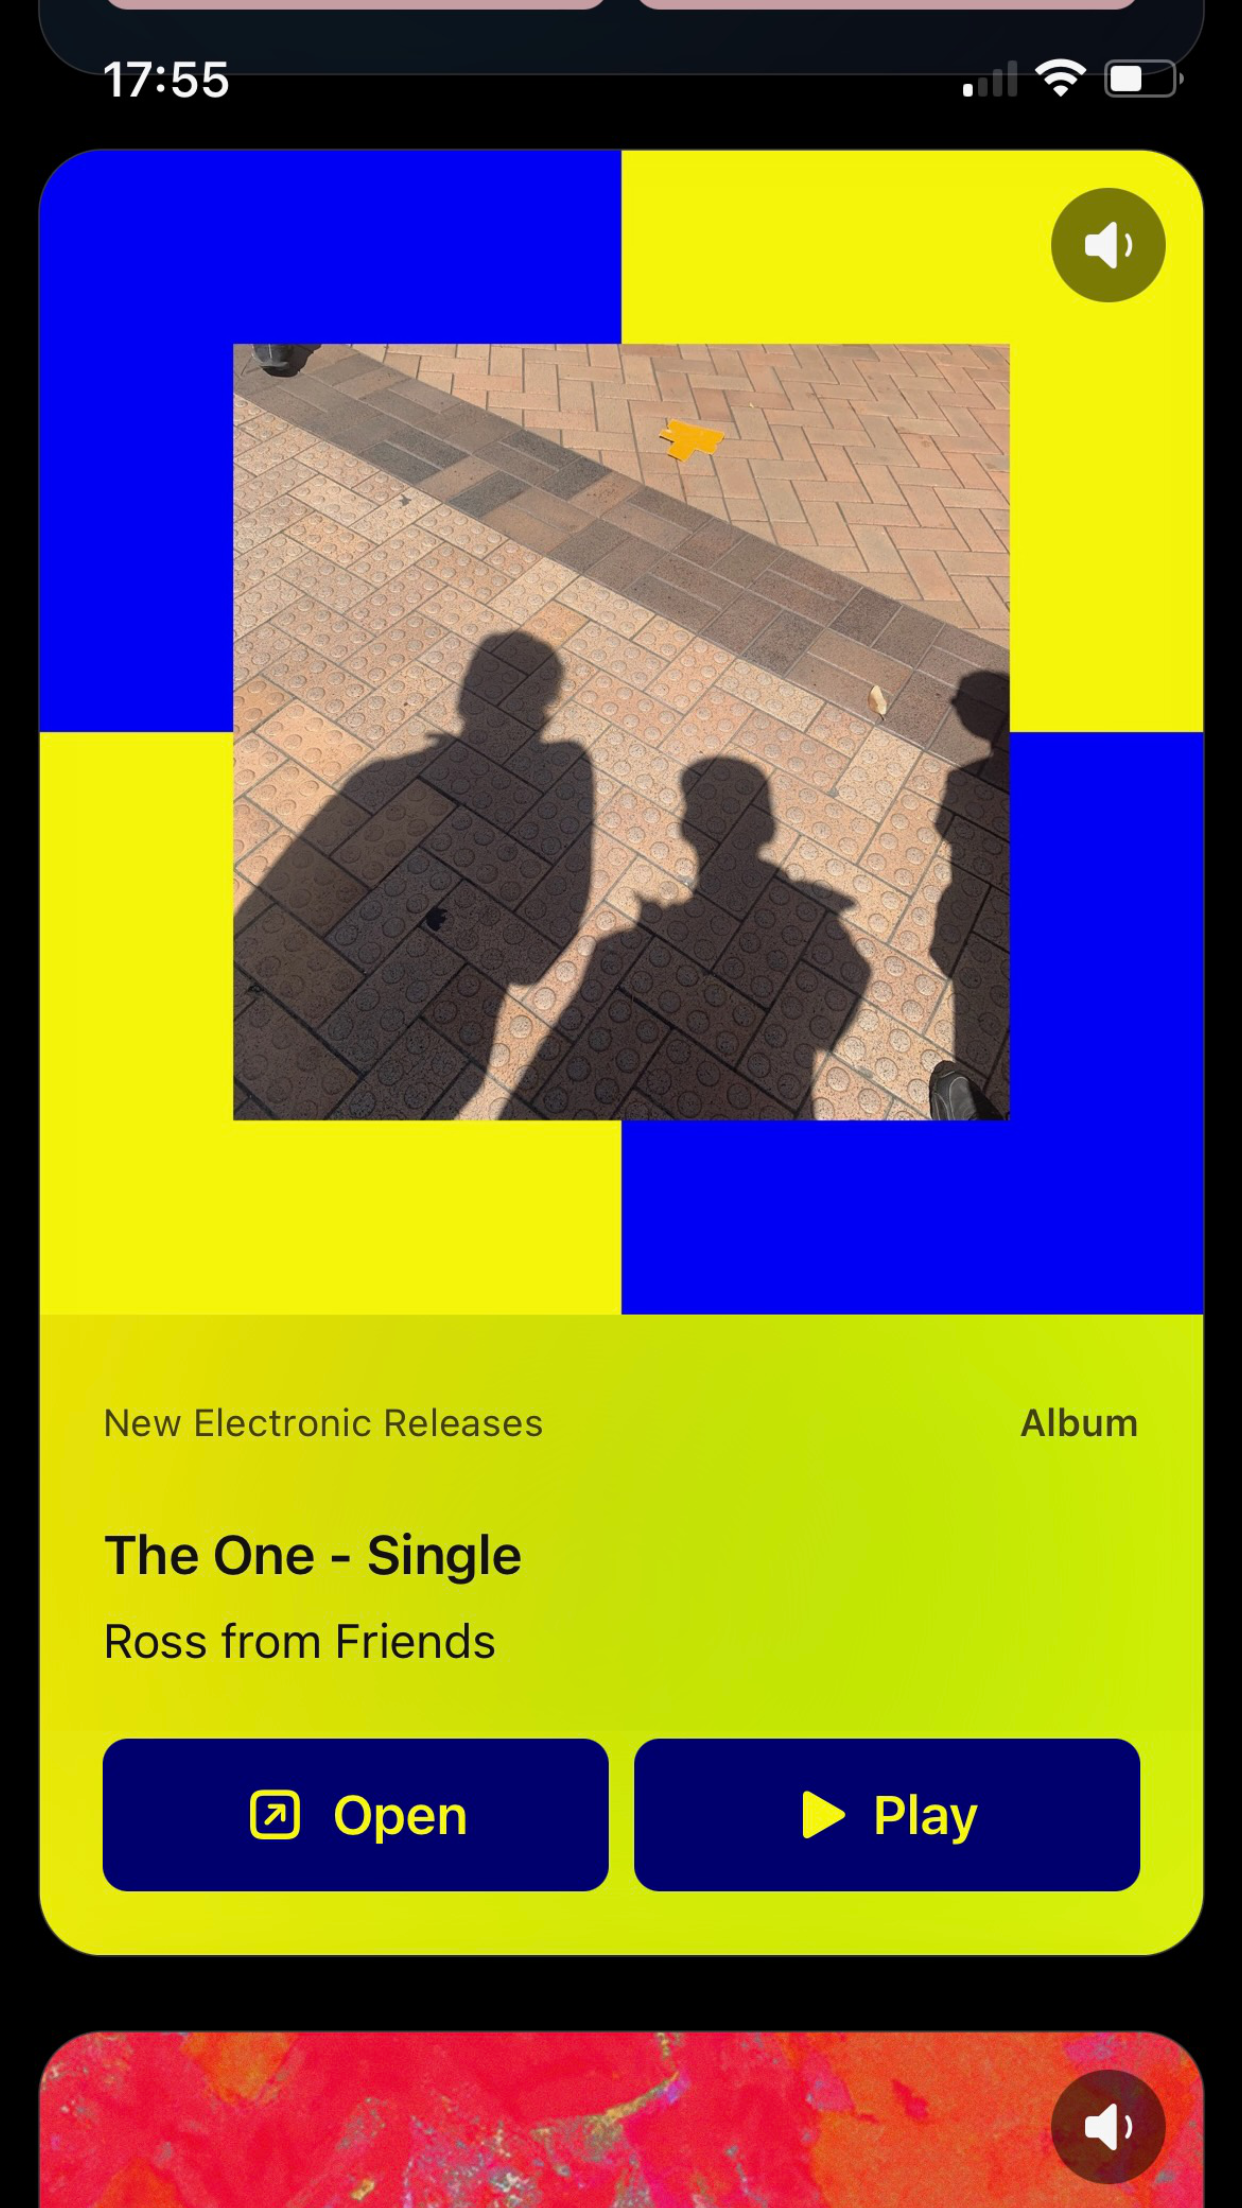 17:55
New Electronic Releases
Album
The One - Single
Ross from Friends
Open
Play